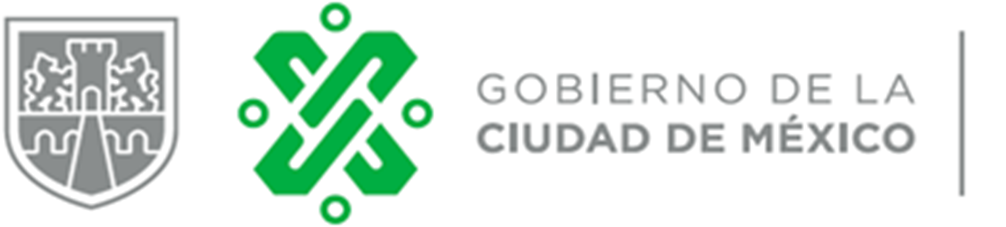 GOBIERNO DE LA
CIUDAD DE MÉXICO